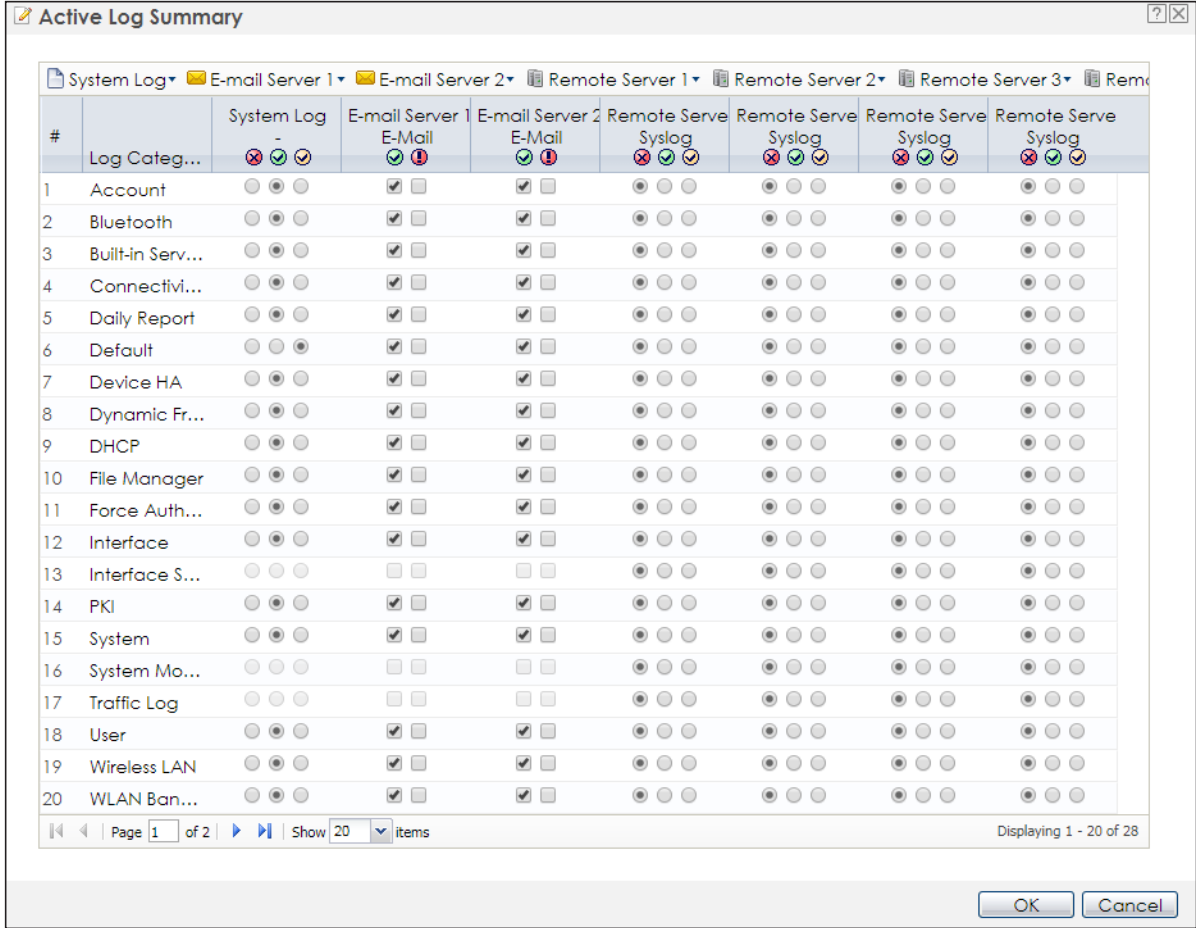 Active Log Summary
System Log E-mail Server 1 E-mail Server 2 Remote Server 1 Remote Server 2 Remote Server 3 Remo
# Log Categ... System Log - E-mail Server 1 E-Mail E-mail Server 2 E-Mail Remote Serve Syslog Remote Serve Syslog Remote Serve Syslog Remote Serve Syslog
1 Account
2 Bluetooth
3 Built-in Serv...
4 Connectivi...
5 Daily Report
6 Default
7 Device HA
8 Dynamic Fr...
9 DHCP
10 File Manager
11 Force Auth...
12 Interface
13 Interface S...
14 PKI
15 System
16 System Mo...
17 Traffic Log
18 User
19 Wireless LAN
20 WLAN Ban...
Page 1 of 2 Show 20 items Displaying 1 - 20 of 28
OK Cancel